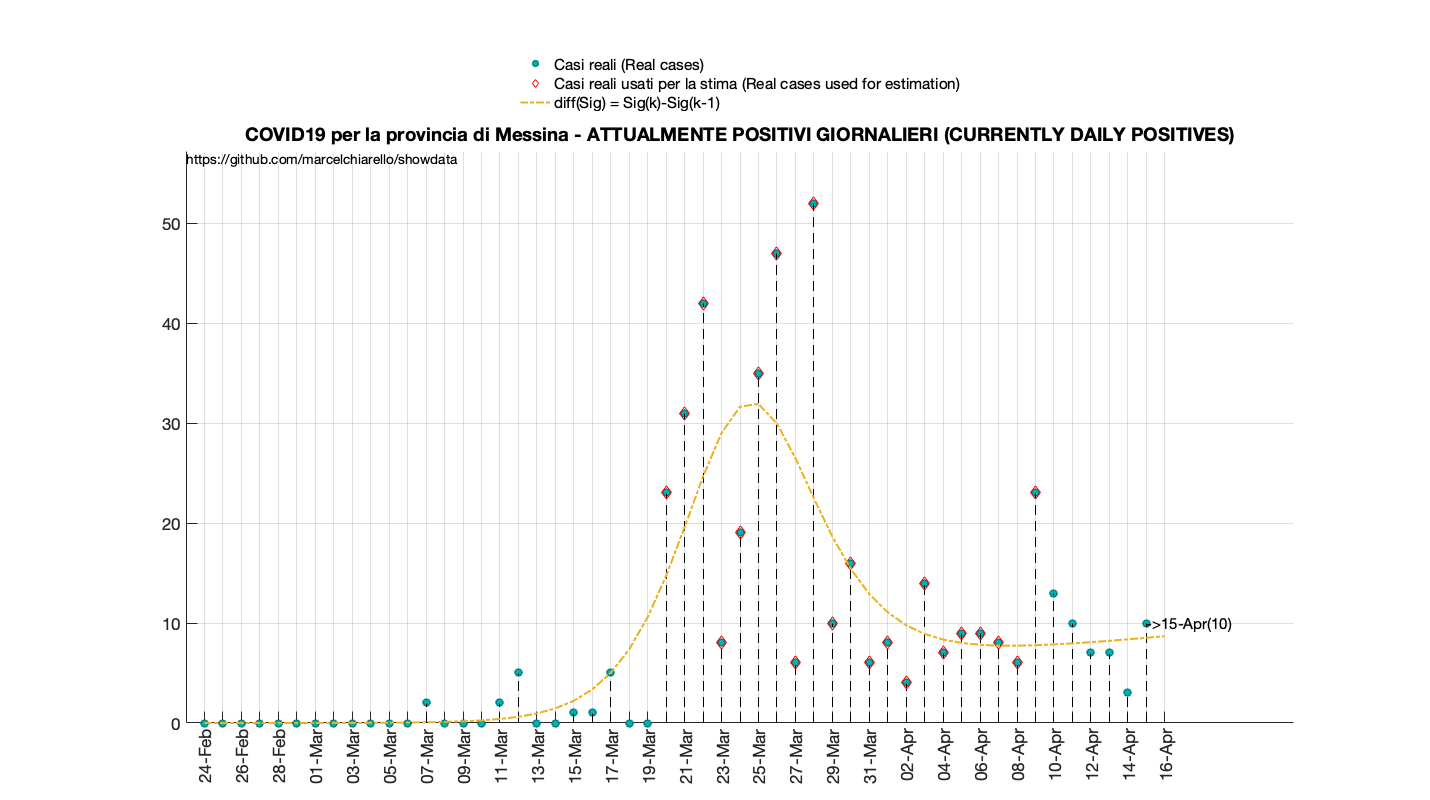 Casi reali (Real cases)
Casi reali usati per la stima (Real cases used for estimation)
diff(Sig) = Sig(k)-Sig(k-1)
COVID19 per la provincia di Messina - ATTUALMENTE POSITIVI GIORNALIERI (CURRENTLY DAILY POSITIVES)
https://github.com/marcelchiarello/showdata
50
40
30
20
10
0
>15-Apr(10)
24-Feb
26-Feb
28-Feb
01-Mar
03-Mar
05-Mar
07-Mar
09-Mar
11-Mar
13-Mar
15-Mar
17-Mar
19-Mar
21-Mar
23-Mar
25-Mar
27-Mar
29-Mar
31-Mar
02-Apr
04-Apr
06-Apr
08-Apr
10-Apr
12-Apr
14-Apr
16-Apr